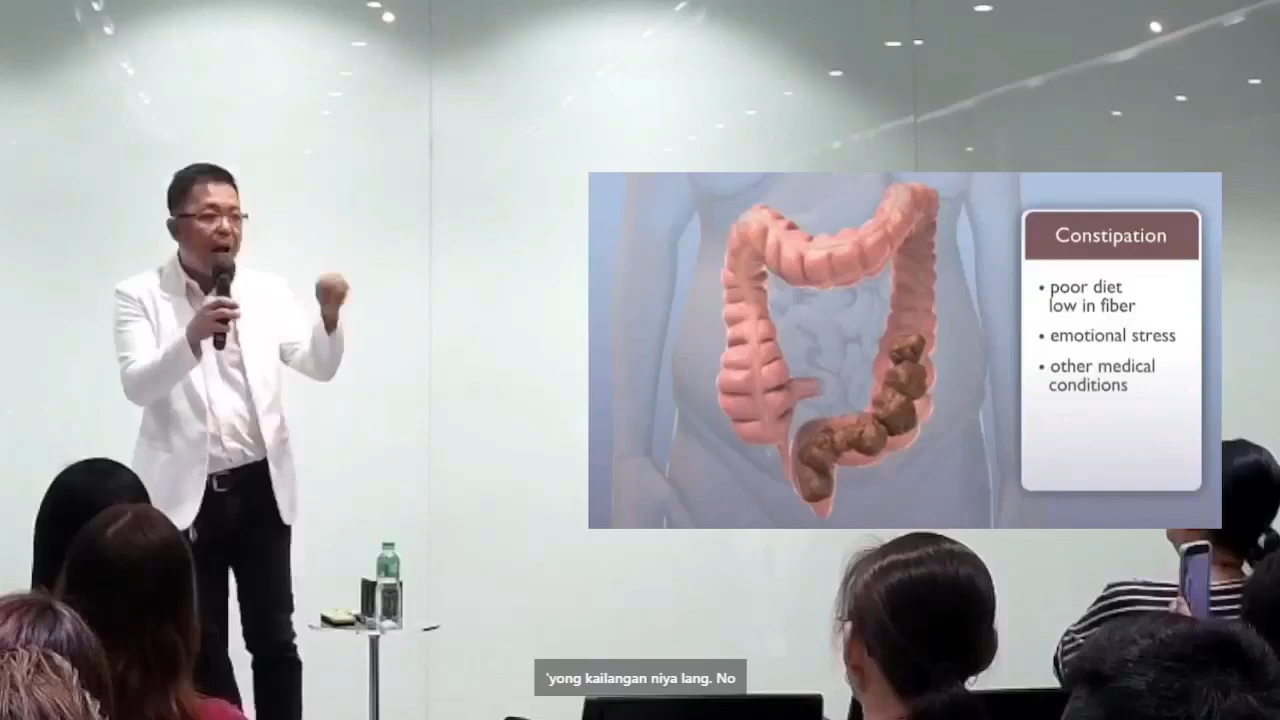 Constipation
• poor diet
low in fiber
• emotional stress
• other medical
conditions
'yong kailangan niya lang. No